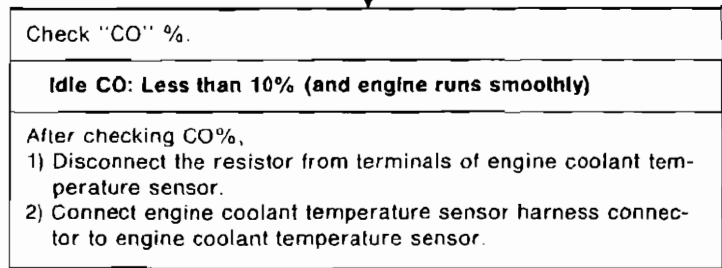 Check "CO" %.
Idle CO: Less than 10% (and engine runs smoothly)
After checking CO%,
1) Disconnect the resistor from terminals of engine coolant tem-
perature sensor.
2) Connect engine coolant temperature sensor harness connec-
tor to engine coolant temperature sensor.